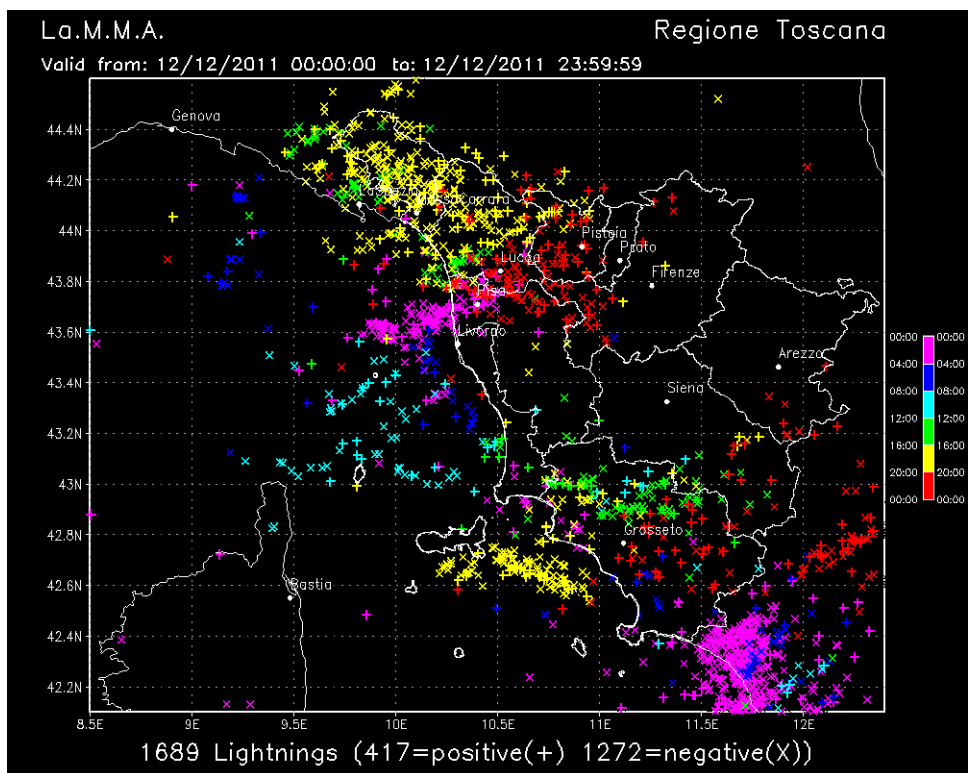 La.M.M.A. Regione Toscana
Valid from: 12/12/2011 00:00:00 to: 12/12/2011 23:59:59
Genova
44.4N
44.2N
LaSpezia
MassaCarrara
44N
Pistoia
Prato
Lucca
Firenze
43.8N
Pisa
43.6N
Livorno
Arezzo
43.4N
Siena
43.2N
43N
42.8N
Grosseto
42.6N
Bastia
42.4N
42.2N
00:00 00:00
04:00 04:00
08:00 08:00
12:00 12:00
16:00 16:00
20:00 20:00
00:00 00:00
8.5E 9E 9.5E 10E 10.5E 11E 11.5E 12E
1689 Lightnings (417=positive(+) 1272=negative(X))